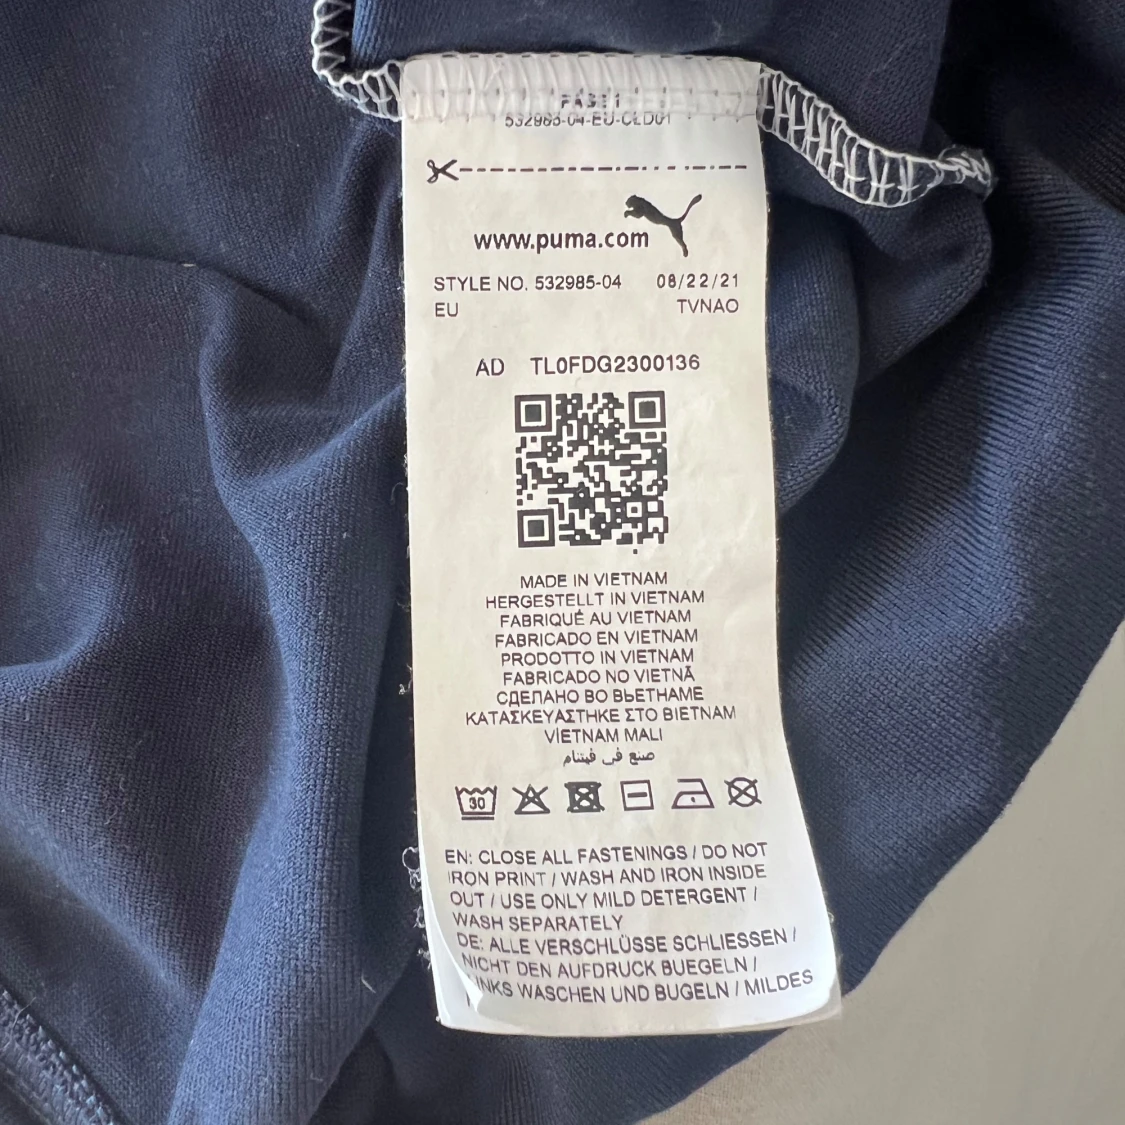 PAGE 1
532985-04-EU-CLD01
www.puma.com
STYLE NO. 532985-04 08/22/21
EU TVNAO
AD TL0FDG2300136
MADE IN VIETNAM
HERGESTELLT IN VIETNAM
FABRIQUÉ AU VIETNAM
FABRICADO EN VIETNAM
PRODOTTO IN VIETNAM
FABRICADO NO VIETNÃ
СДЕЛАНО ВО ВЬЕТНАМЕ
ΚΑΤΑΣΚΕΥΑΣΤΗΚΕ ΣΤΟ ΒΙΕΤΝΑΜ
VİETNAM MALI
صنع في فيتنام
30
EN: CLOSE ALL FASTENINGS / DO NOT
IRON PRINT / WASH AND IRON INSIDE
OUT / USE ONLY MILD DETERGENT /
WASH SEPARATELY
DE: ALLE VERSCHLÜSSE SCHLIESSEN /
NICHT DEN AUFDRUCK BUEGELN /
LINKS WASCHEN UND BUGELN / MILDES